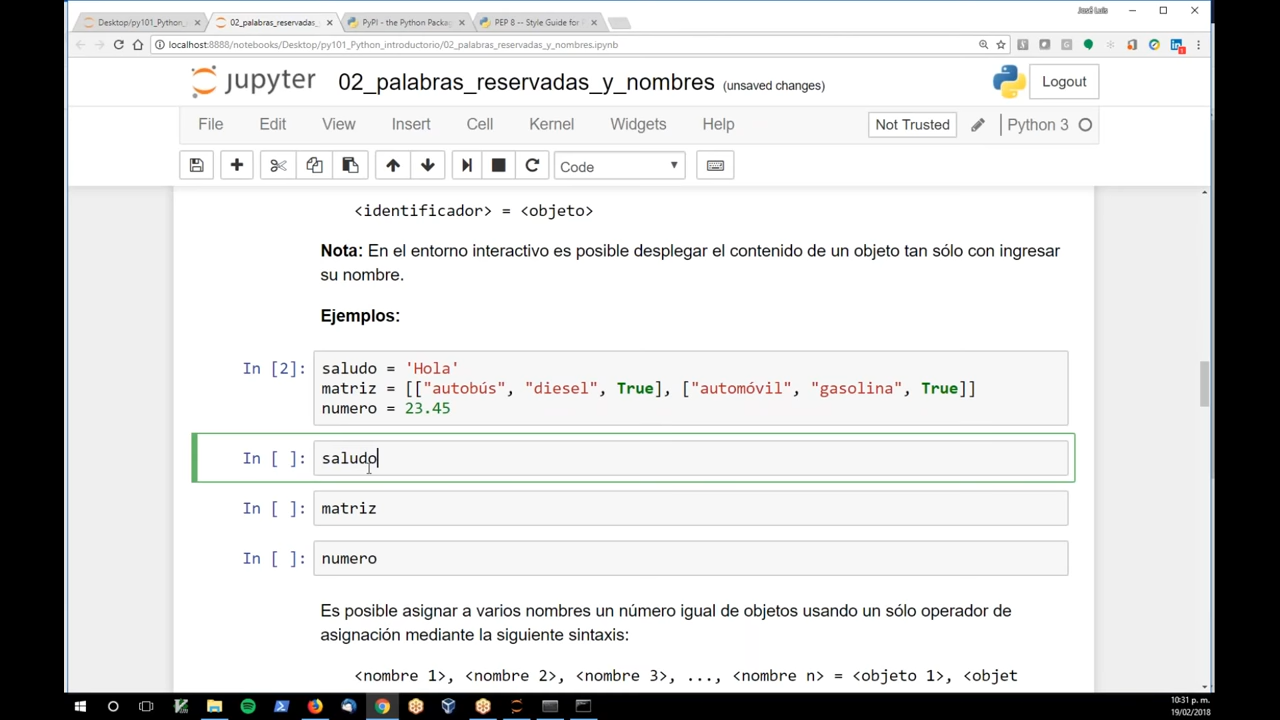 José Luis
Desktop/py101_Python_
02_palabras_reservadas_
PyPI - the Python Packa
PEP 8 -- Style Guide for
localhost:8888/notebooks/Desktop/py101_Python_introductorio/02_palabras_reservadas_y_nombres.ipynb
jupyter 02_palabras_reservadas_y_nombres (unsaved changes) Logout
File Edit View Insert Cell Kernel Widgets Help Not Trusted Python 3
Code
<identificador> = <objeto>
Nota: En el entorno interactivo es posible desplegar el contenido de un objeto tan sólo con ingresar
su nombre.
Ejemplos:
In [2]: saludo = 'Hola'
matriz = [["autobús", "diesel", True], ["automóvil", "gasolina", True]]
numero = 23.45
In [ ]: saludo
In [ ]: matriz
In [ ]: numero
Es posible asignar a varios nombres un número igual de objetos usando un sólo operador de
asignación mediante la siguiente sintaxis:
<nombre 1>, <nombre 2>, <nombre 3>, ..., <nombre n> = <objeto 1>, <objet
10:31 p. m.
19/02/2018